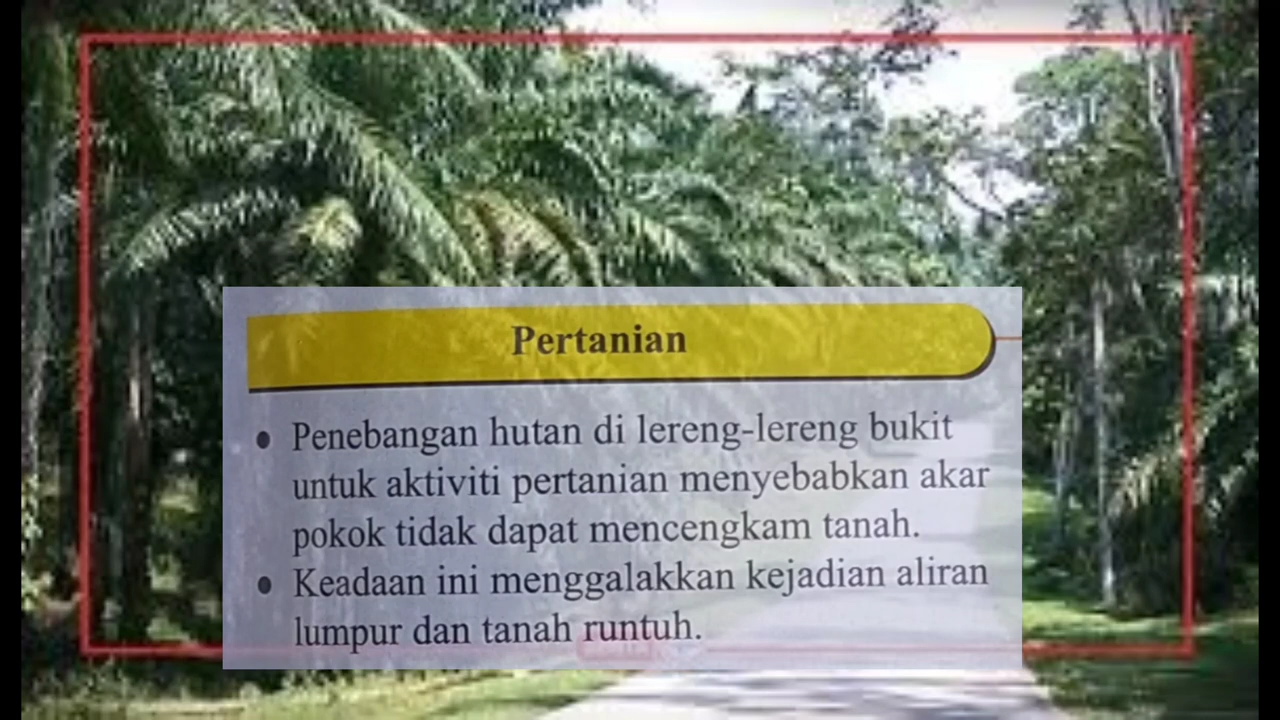 Pertanian
• Penebangan hutan di lereng-lereng bukit
untuk aktiviti pertanian menyebabkan akar
pokok tidak dapat mencengkam tanah.
• Keadaan ini menggalakkan kejadian aliran
lumpur dan tanah runtuh.